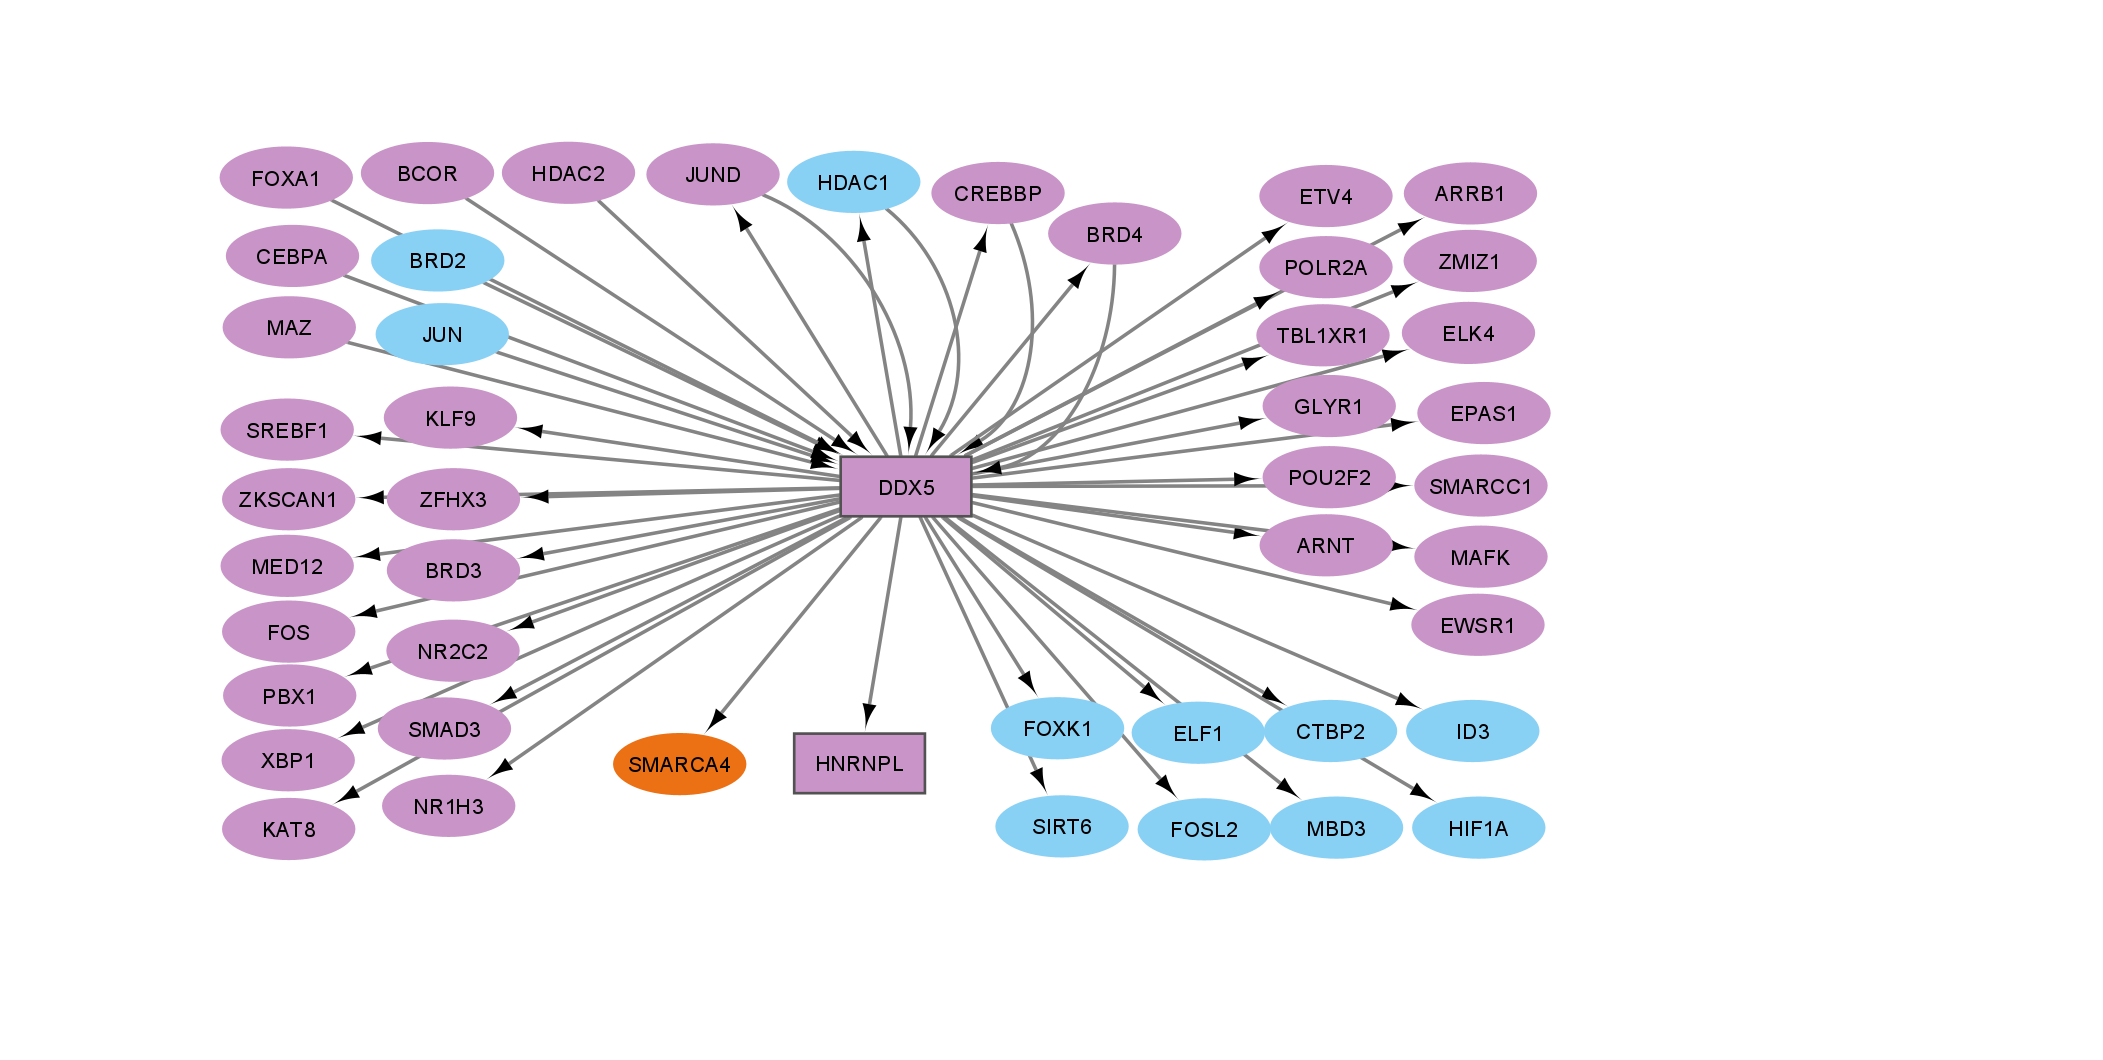 FOXA1
BCOR
HDAC2
JUND
HDAC1
CREBBP
BRD4
ETV4
ARRB1
CEBPA
BRD2
POLR2A
ZMIZ1
MAZ
JUN
TBL1XR1
ELK4
SREBF1
KLF9
GLYR1
EPAS1
ZKSCAN1
ZFHX3
DDX5
POU2F2
SMARCC1
MED12
BRD3
ARNT
MAFK
FOS
NR2C2
EWSR1
PBX1
SMAD3
FOXK1
ELF1
CTBP2
ID3
XBP1
SMARCA4
HNRNPL
KAT8
NR1H3
SIRT6
FOSL2
MBD3
HIF1A